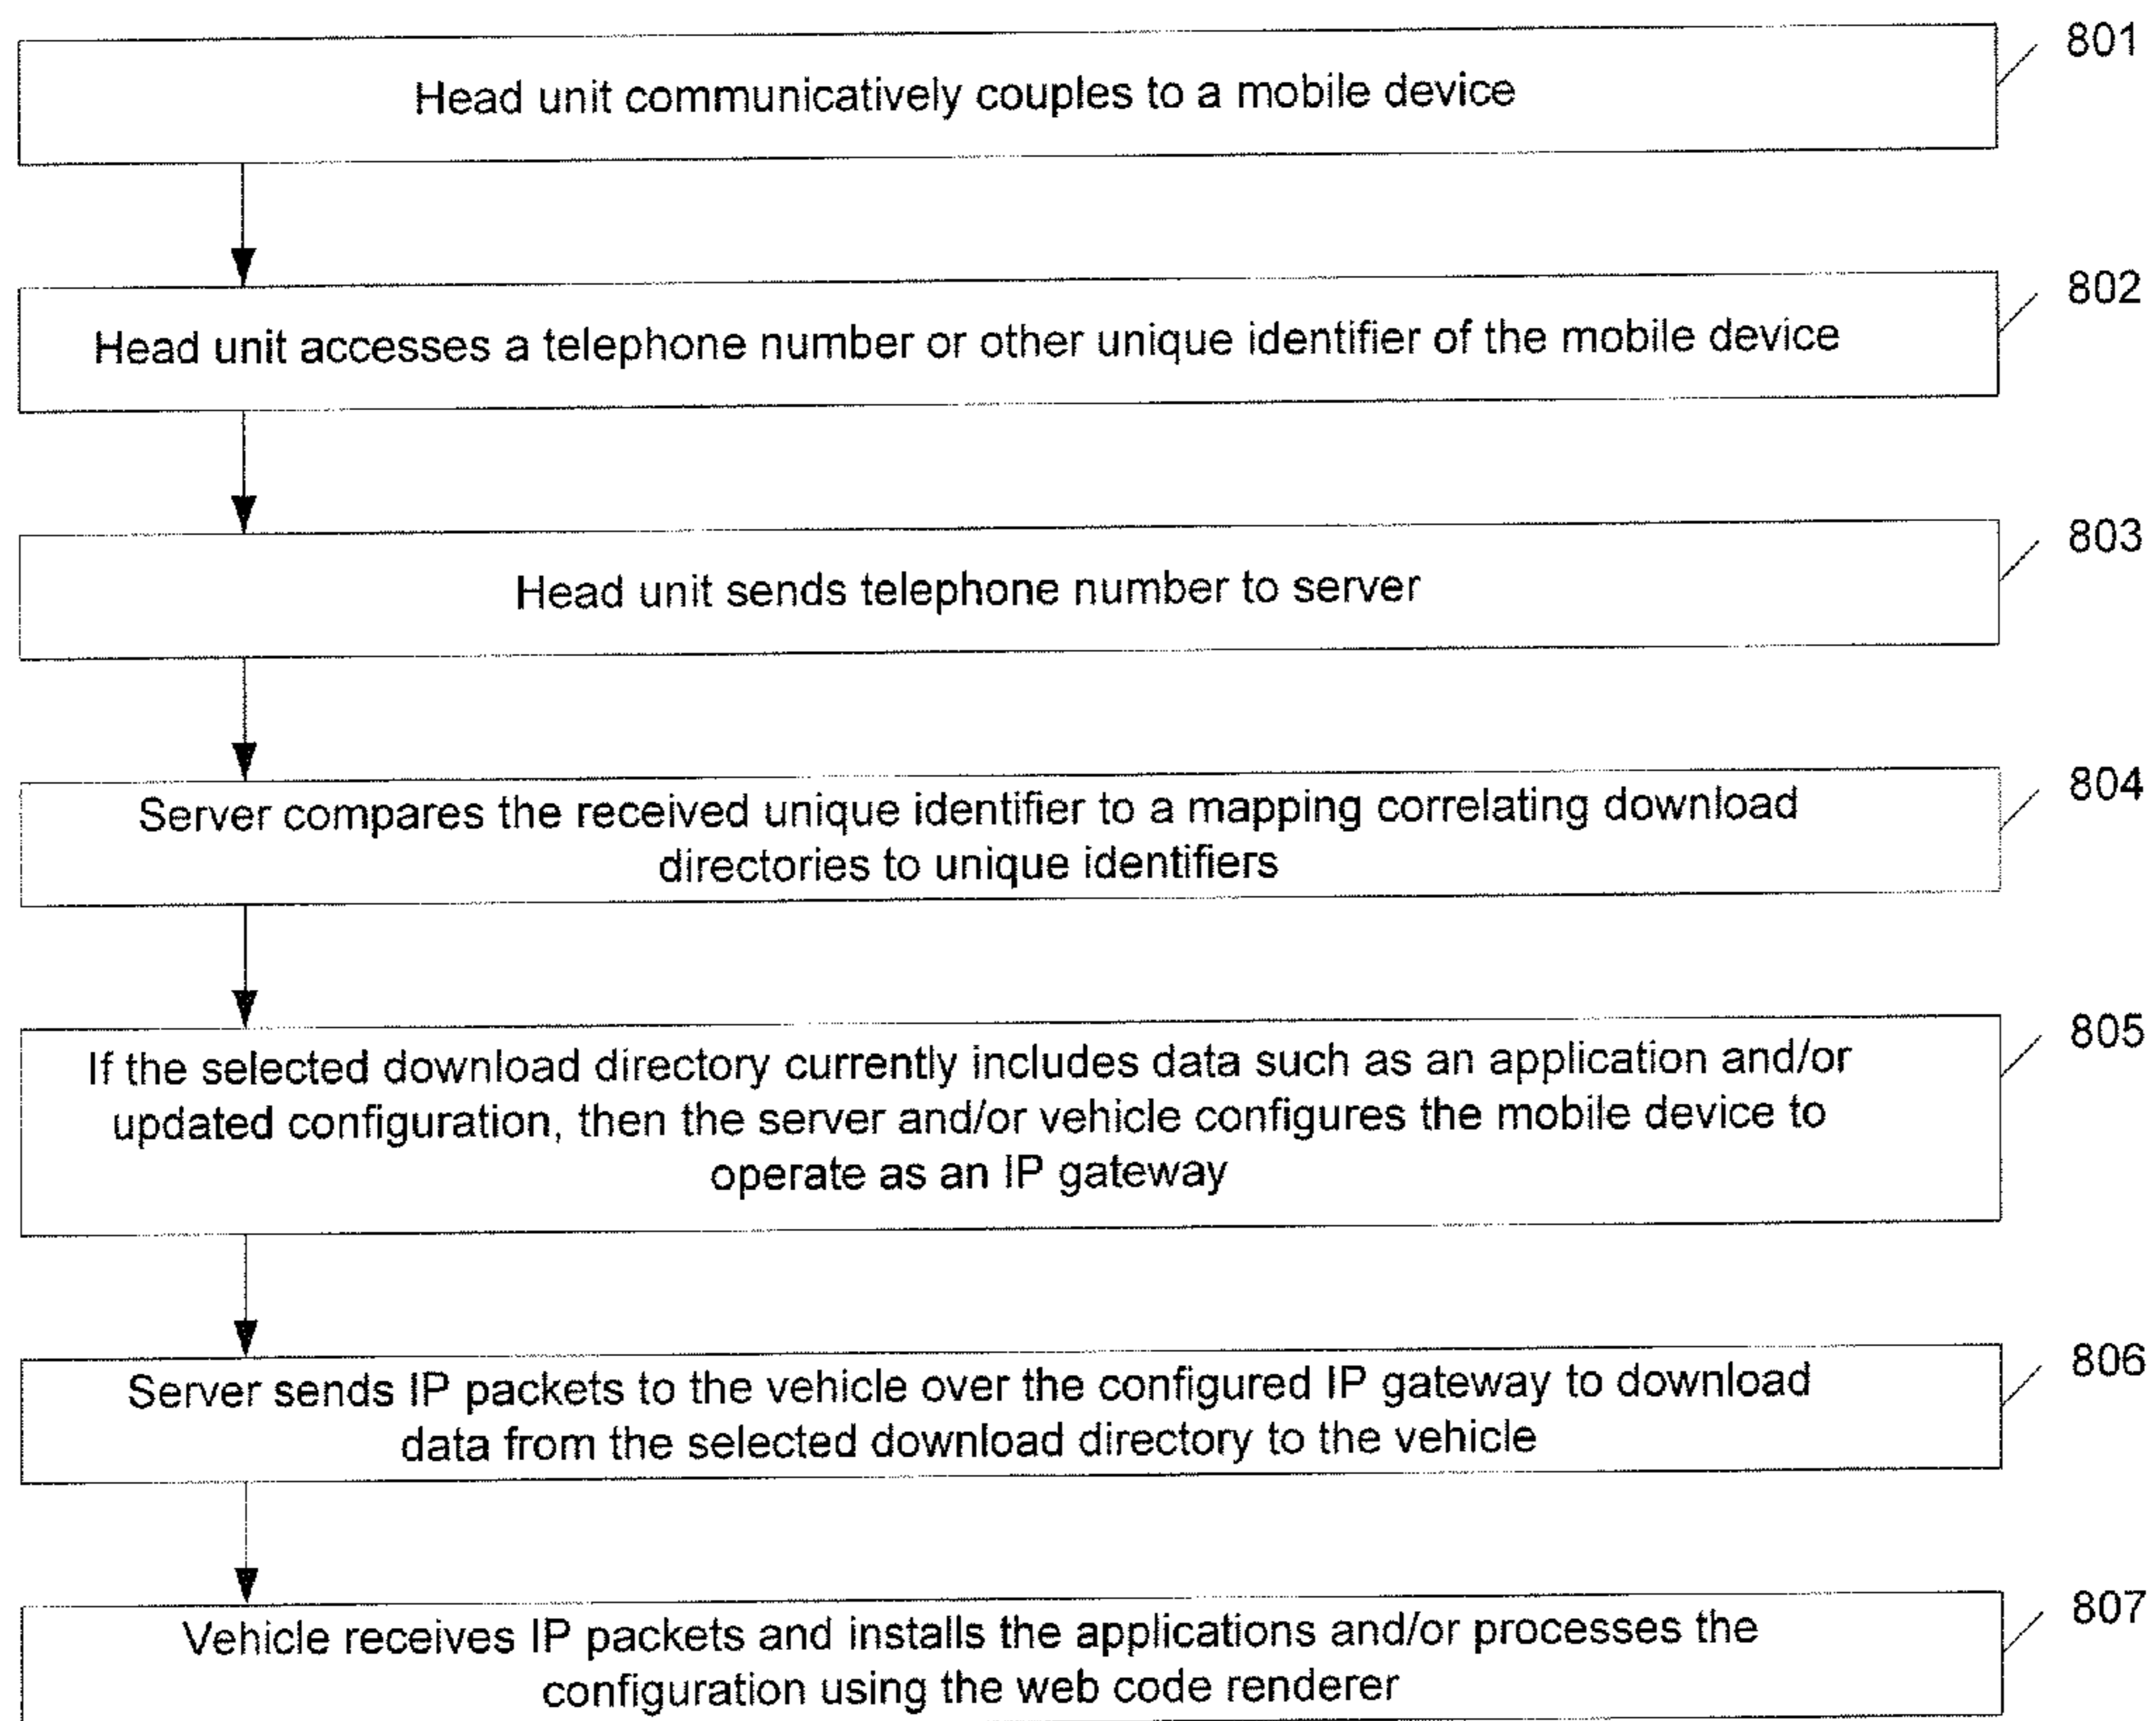 801
Head unit communicatively couples to a mobile device
802
Head unit accesses a telephone number or other unique identifier of the mobile device
803
Head unit sends telephone number to server
804
Server compares the received unique identifier to a mapping correlating download
directories to unique identifiers
805
If the selected download directory currently includes data such as an application and/or
updated configuration, then the server and/or vehicle configures the mobile device to
operate as an IP gateway
806
Server sends IP packets to the vehicle over the configured IP gateway to download
data from the selected download directory to the vehicle
807
Vehicle receives IP packets and installs the applications and/or processes the
configuration using the web code renderer